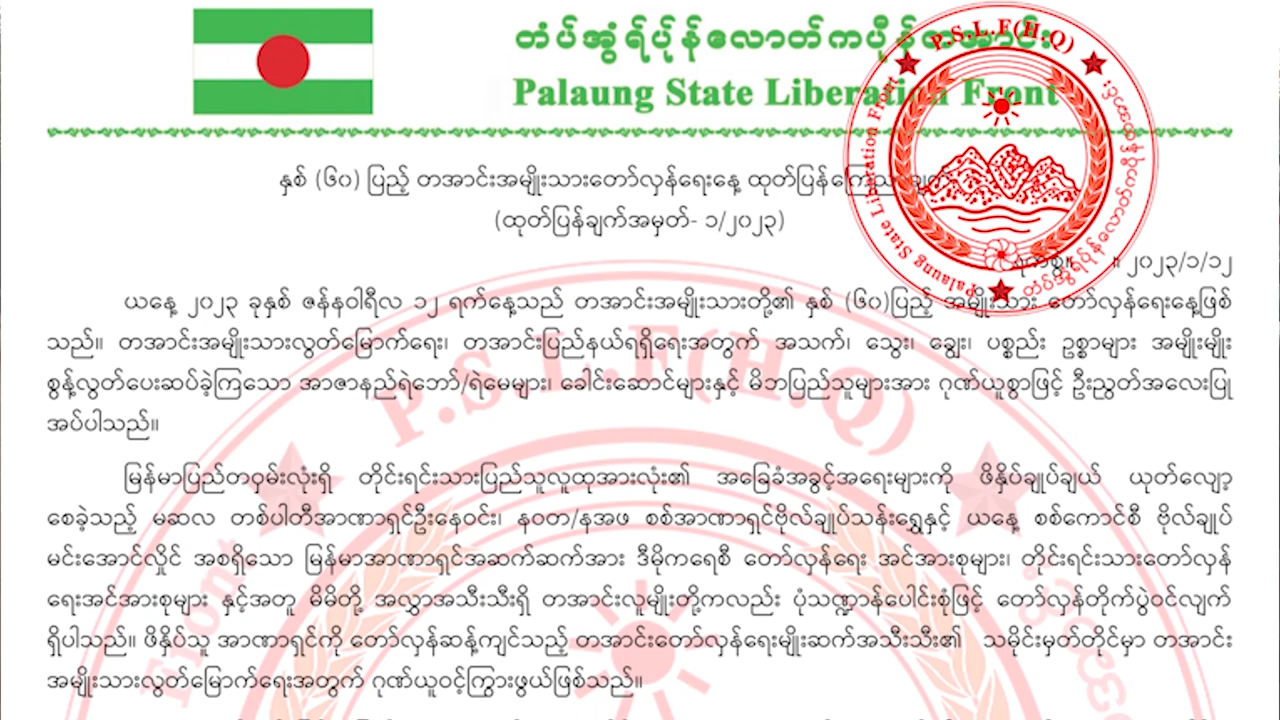 တံပ်အွံရ်ပ်ုန်လောတ်ကပိုန်တအာင်း
Palaung State Liberation Front
P.S.L.F(H.Q)
Palaung State Liberation Front
နှစ် (၆၀) ပြည့် တအာင်းအမျိုးသားတော်လှန်ရေးနေ့ ထုတ်ပြန်ကြေညာချက်
(ထုတ်ပြန်ချက်အမှတ်- ၁/၂၀၂၃)
ရက်စွဲ။ ။ ၂၀၂၃/၁/၁၂
ယနေ့ ၂၀၂၃ ခုနှစ် ဇန်နဝါရီလ ၁၂ ရက်နေ့သည် တအာင်းအမျိုးသားတို့၏ နှစ် (၆၀)ပြည့် အမျိုးသား တော်လှန်ရေးနေ့ဖြစ်
သည်။ တအာင်းအမျိုးသားလွတ်မြောက်ရေး၊ တအာင်းပြည်နယ်ရရှိရေးအတွက် အသက်၊ သွေး၊ ချွေး၊ ပစ္စည်း ဥစ္စာများ အမျိုးမျိုး
စွန့်လွှတ်ပေးဆပ်ခဲ့ကြသော အာဇာနည်ရဲဘော်/ရဲမေများ၊ ခေါင်းဆောင်များနှင့် မိဘပြည်သူများအား ဂုဏ်ယူစွာဖြင့် ဦးညွှတ်အလေးပြု
အပ်ပါသည်။
မြန်မာပြည်တဝှမ်းလုံးရှိ တိုင်းရင်းသားပြည်သူလူထုအားလုံး၏ အခြေခံအခွင့်အရေးများကို ဖိနှိပ်ချုပ်ချယ် ယုတ်လျော့
စေခဲ့သည့် မဆလ တစ်ပါတီအာဏာရှင်ဦးနေဝင်း၊ နဝတ/နအဖ စစ်အာဏာရှင်ဗိုလ်ချုပ်သန်းရွှေနှင့် ယနေ့ စစ်ကောင်စီ ဗိုလ်ချုပ်
မင်းအောင်လှိုင် အစရှိသော မြန်မာအာဏာရှင်အဆက်ဆက်အား ဒီမိုကရေစီ တော်လှန်ရေး အင်အားစုများ၊ တိုင်းရင်းသားတော်လှန်
ရေးအင်အားစုများ နှင့်အတူ မိမိတို့ အလွှာအသီးသီးရှိ တအာင်းလူမျိုးတို့ကလည်း ပုံသဏ္ဍာန်ပေါင်းစုံဖြင့် တော်လှန်တိုက်ပွဲဝင်လျက်
ရှိပါသည်။ ဖိနှိပ်သူ အာဏာရှင်ကို တော်လှန်ဆန့်ကျင်သည့် တအာင်းတော်လှန်ရေးမျိုးဆက်အသီးသီး၏ သမိုင်းမှတ်တိုင်မှာ တအာင်း
အမျိုးသားလွတ်မြောက်ရေးအတွက် ဂုဏ်ယူဝင့်ကြွားဖွယ်ဖြစ်သည်။
P.S.L.F(H.Q)
Front